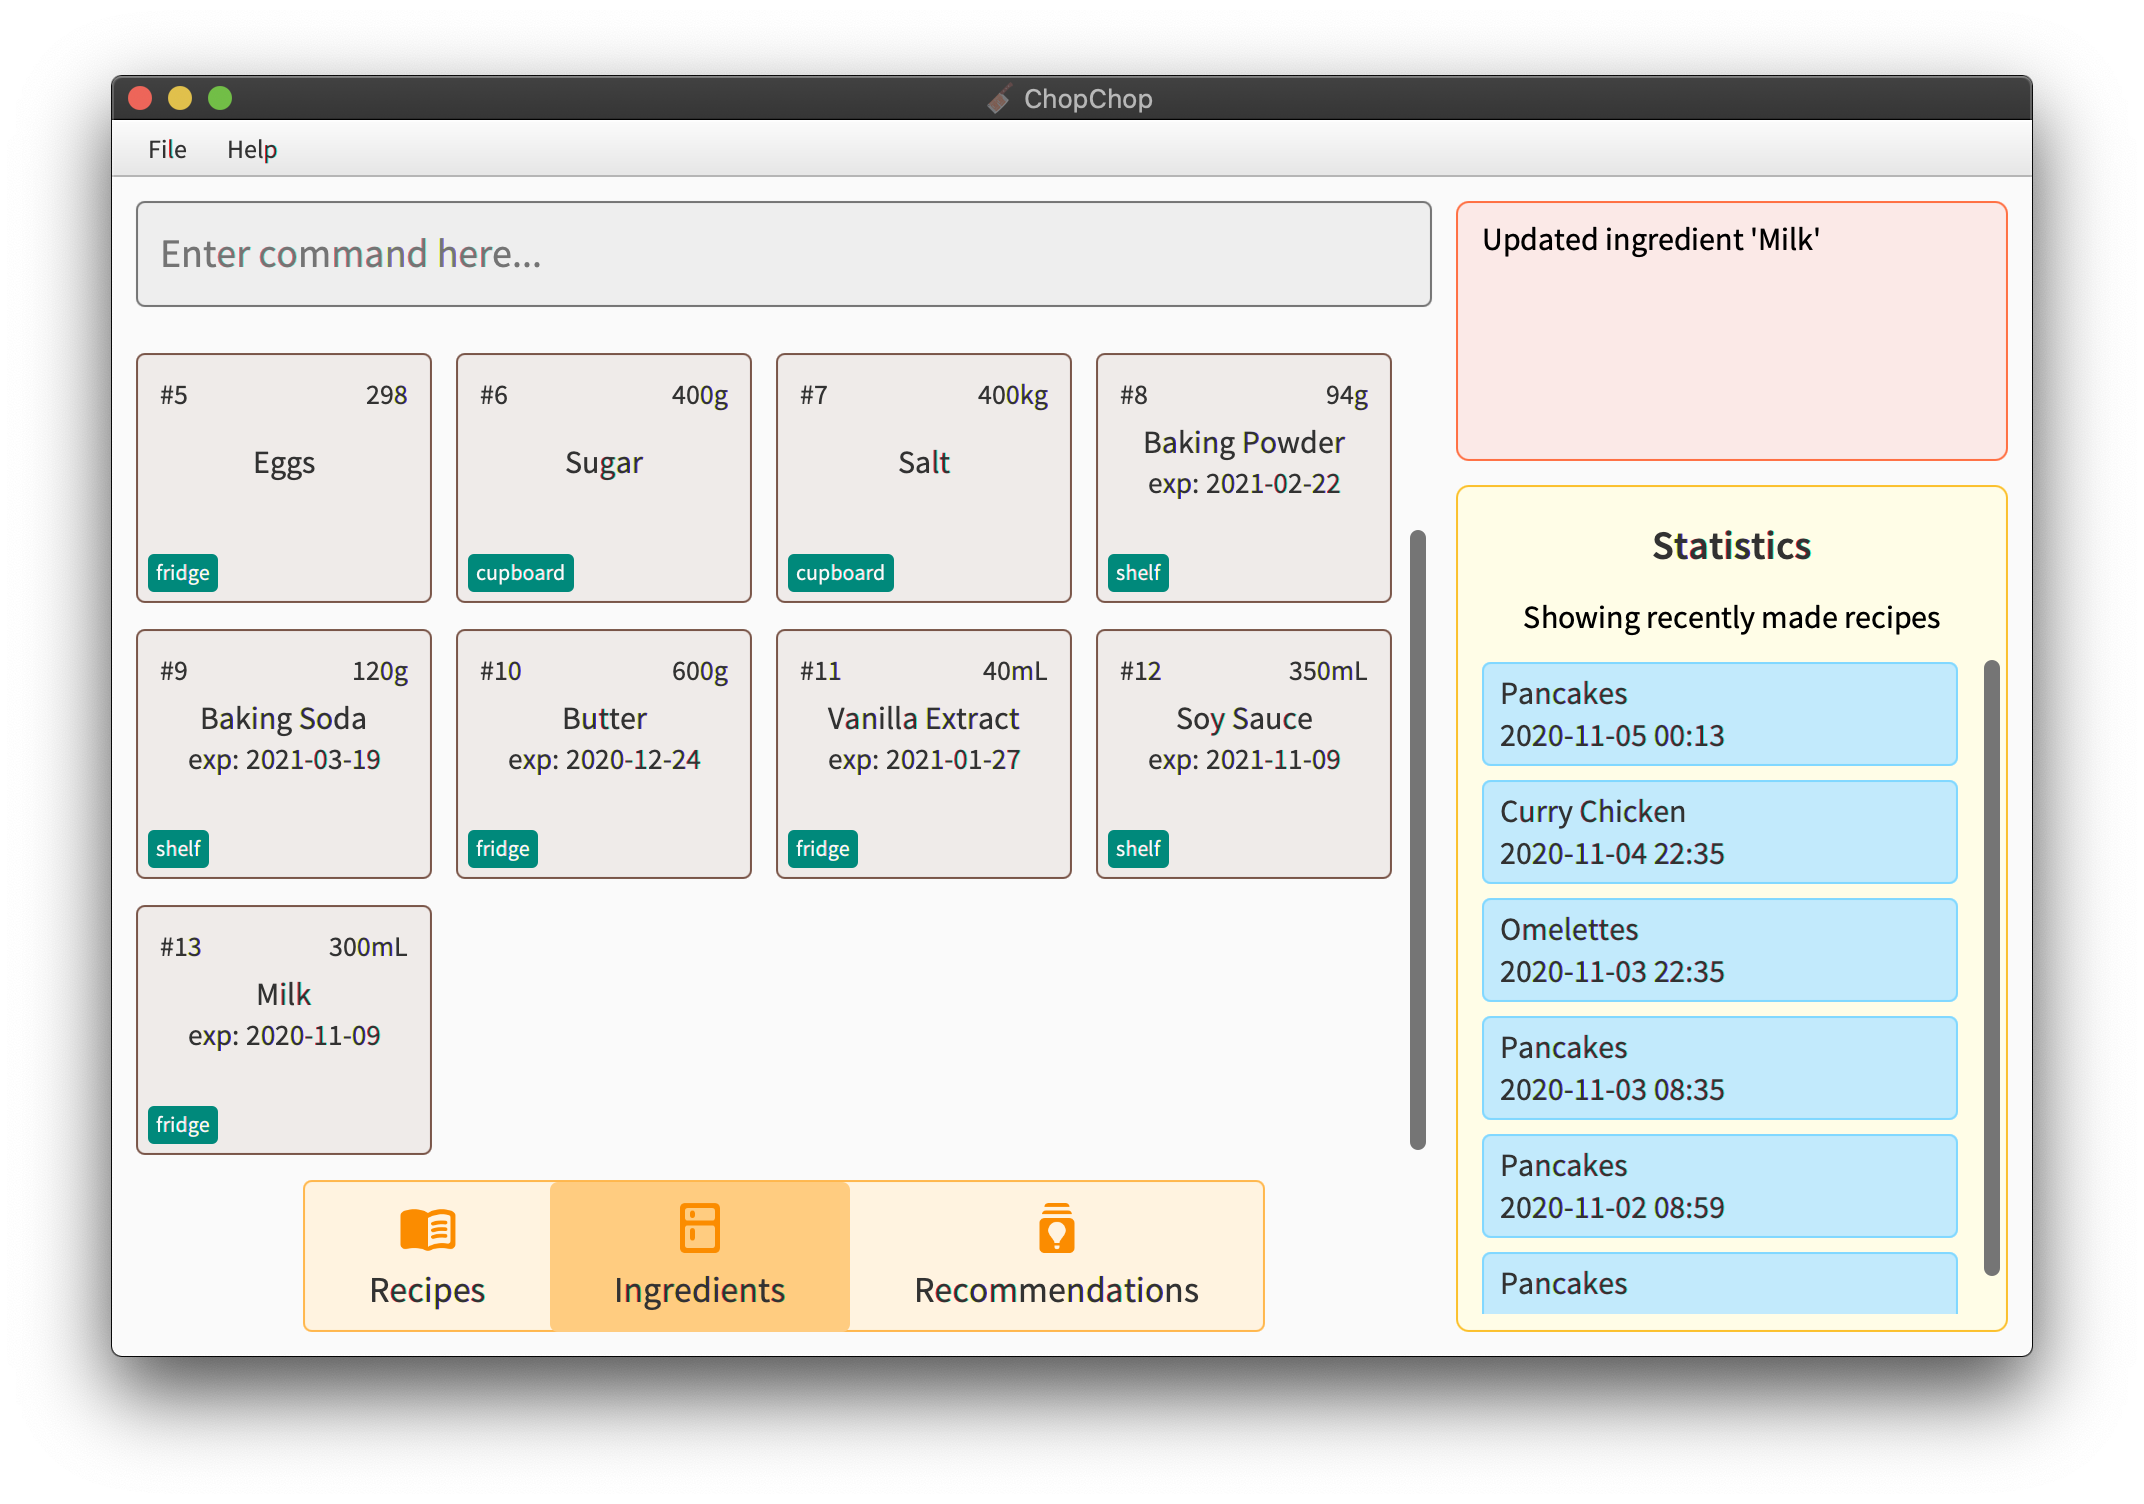 ChopChop
File Help
Enter command here...
#5 298
Eggs
fridge
#6 400g
Sugar
cupboard
#7 400kg
Salt
cupboard
#8 94g
Baking Powder
exp: 2021-02-22
shelf
#9 120g
Baking Soda
exp: 2021-03-19
shelf
#10 600g
Butter
exp: 2020-12-24
fridge
#11 40mL
Vanilla Extract
exp: 2021-01-27
fridge
#12 350mL
Soy Sauce
exp: 2021-11-09
shelf
#13 300mL
Milk
exp: 2020-11-09
fridge
Recipes
Ingredients
Recommendations
Updated ingredient 'Milk'
Statistics
Showing recently made recipes
Pancakes
2020-11-05 00:13
Curry Chicken
2020-11-04 22:35
Omelettes
2020-11-03 22:35
Pancakes
2020-11-03 08:35
Pancakes
2020-11-02 08:59
Pancakes